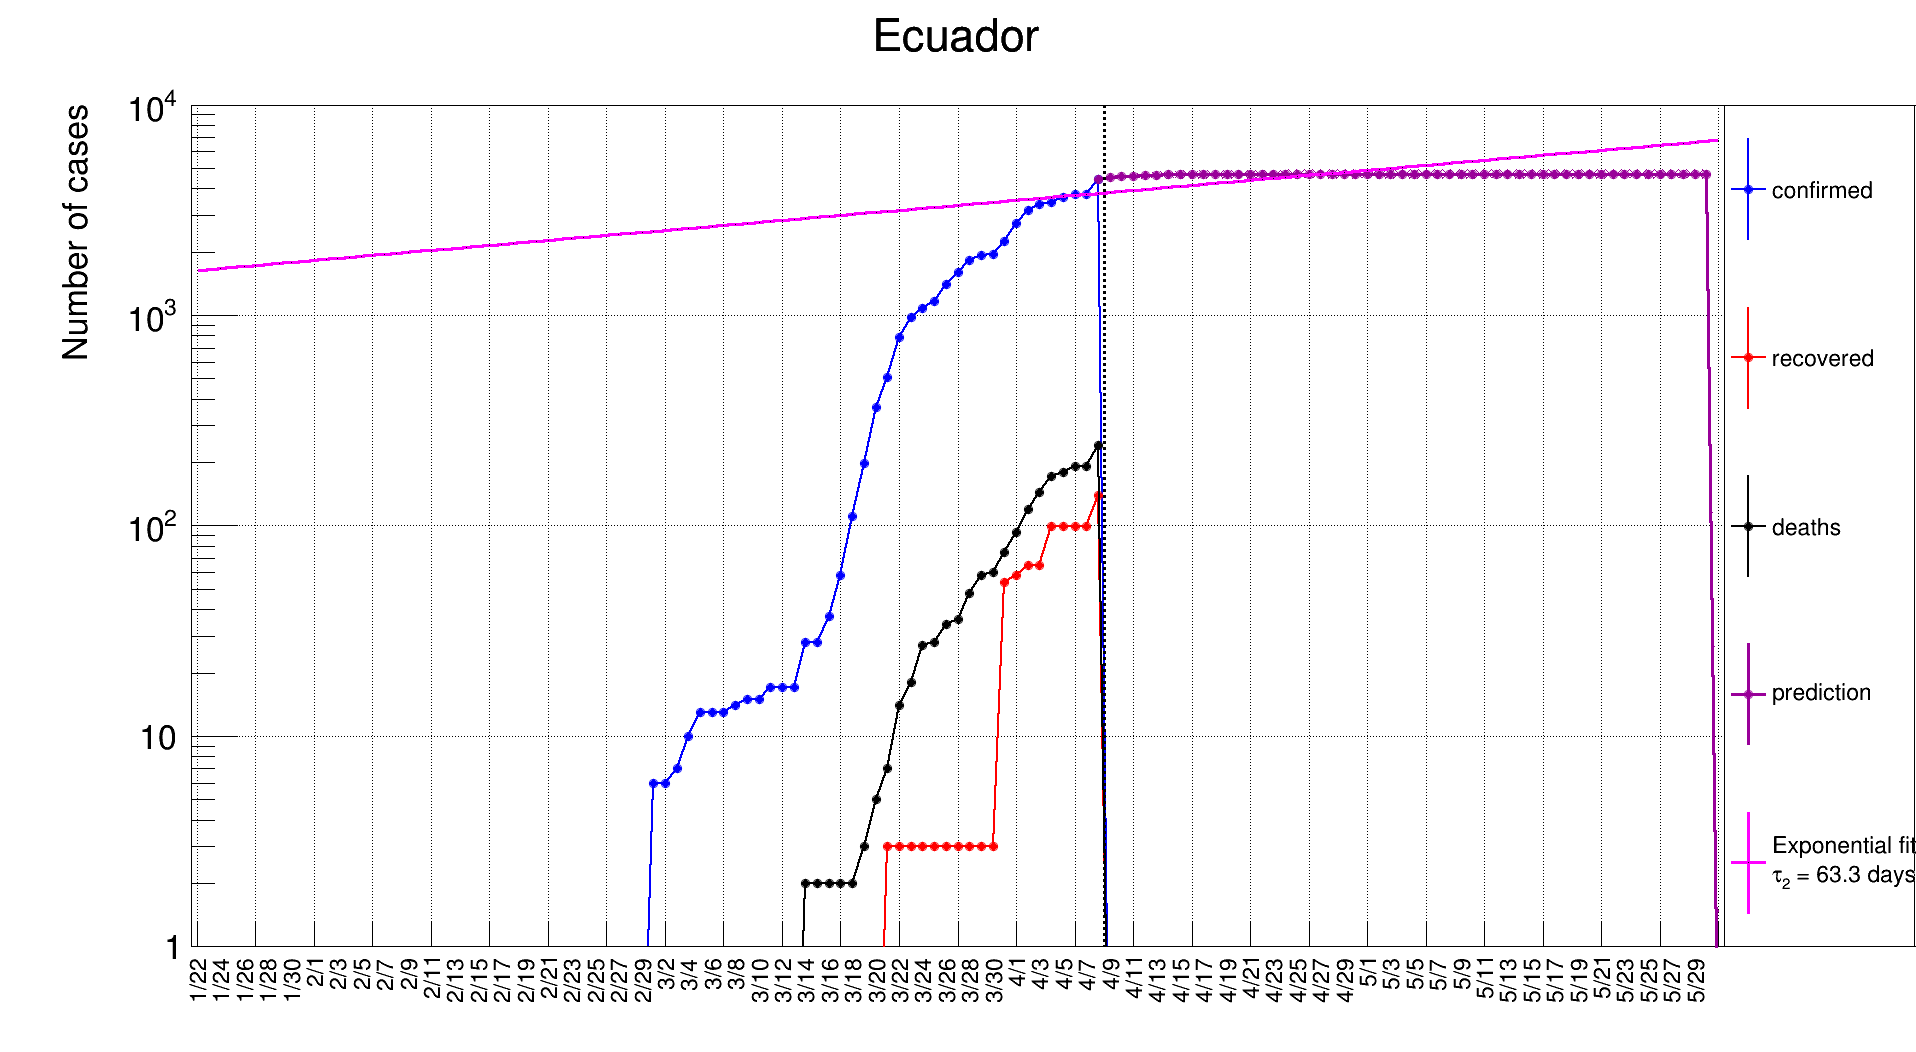 Ecuador
Number of cases
10^4
10^3
10^2
10
1
1/22 1/24 1/26 1/28 1/30 2/1 2/3 2/5 2/7 2/9 2/11 2/13 2/15 2/17 2/19 2/21 2/23 2/25 2/27 2/29 3/2 3/4 3/6 3/8 3/10 3/12 3/14 3/16 3/18 3/20 3/22 3/24 3/26 3/28 3/30 4/1 4/3 4/5 4/7 4/9 4/11 4/13 4/15 4/17 4/19 4/21 4/23 4/25 4/27 4/29 5/1 5/3 5/5 5/7 5/9 5/11 5/13 5/15 5/17 5/19 5/21 5/23 5/25 5/27 5/29
confirmed
recovered
deaths
prediction
Exponential fit
τ₂ = 63.3 days